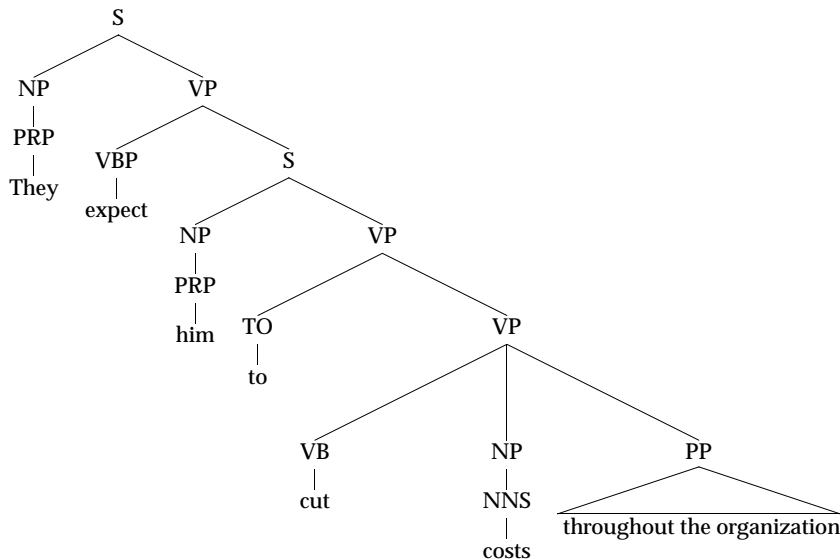 S
NP VP
PRP
VBP S
They
expect
NP VP
PRP
TO VP
him
to
VB NP PP
cut NNS
throughout the organization
costs